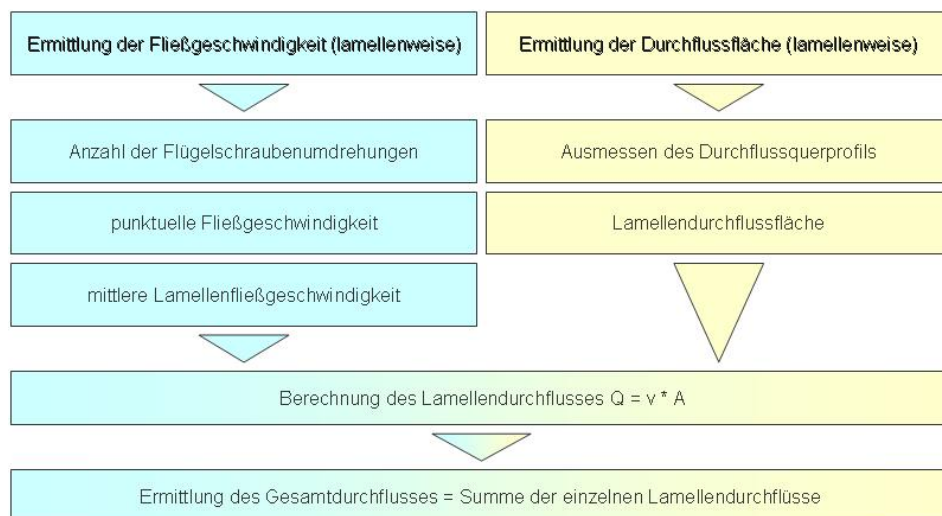 Ermittlung der Fließgeschwindigkeit (lamellenweise)
Ermittlung der Durchflussfläche (lamellenweise)
Anzahl der Flügelschraubenumdrehungen
Ausmessen des Durchflussquerprofils
punktuelle Fließgeschwindigkeit
Lamellendurchflussfläche
mittlere Lamellenfließgeschwindigkeit
Berechnung des Lamellendurchflusses Q = v * A
Ermittlung des Gesamtdurchflusses = Summe der einzelnen Lamellendurchflüsse